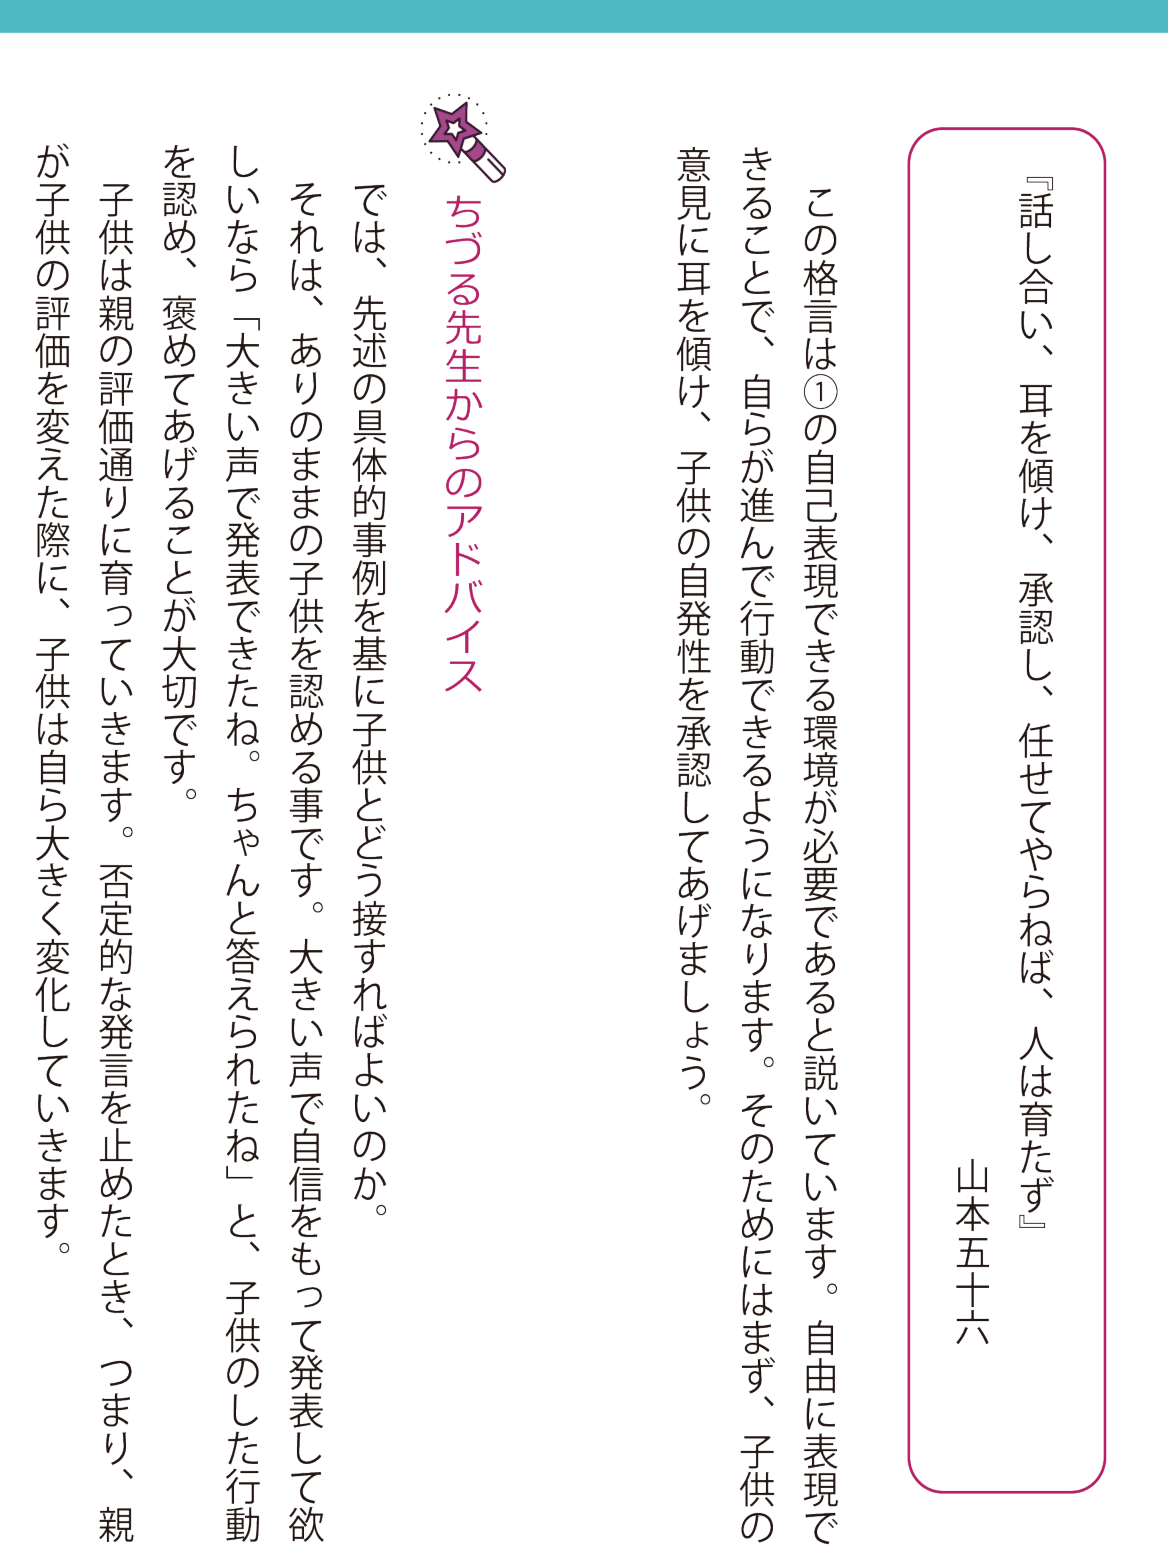 『話し合い、耳を傾け、承認し、任せてやらねば、人は育たず』
山本五十六
この格言は①の自己表現できる環境が必要であると説いています。自由に表現で
きることで、自らが進んで行動できるようになります。そのためにはまず、子供の
意見に耳を傾け、子供の自発性を承認してあげましょう。
ちづる先生からのアドバイス
では、先述の具体的事例を基に子供とどう接すればよいのか。
それは、ありのままの子供を認める事です。大きい声で自信をもって発表して欲
しいなら「大きい声で発表できたね。ちゃんと答えられたね」と、子供のした行動
を認め、褒めてあげることが大切です。
子供は親の評価通りに育っていきます。否定的な発言を止めたとき、つまり、親
が子供の評価を変えた際に、子供は自ら大きく変化していきます。